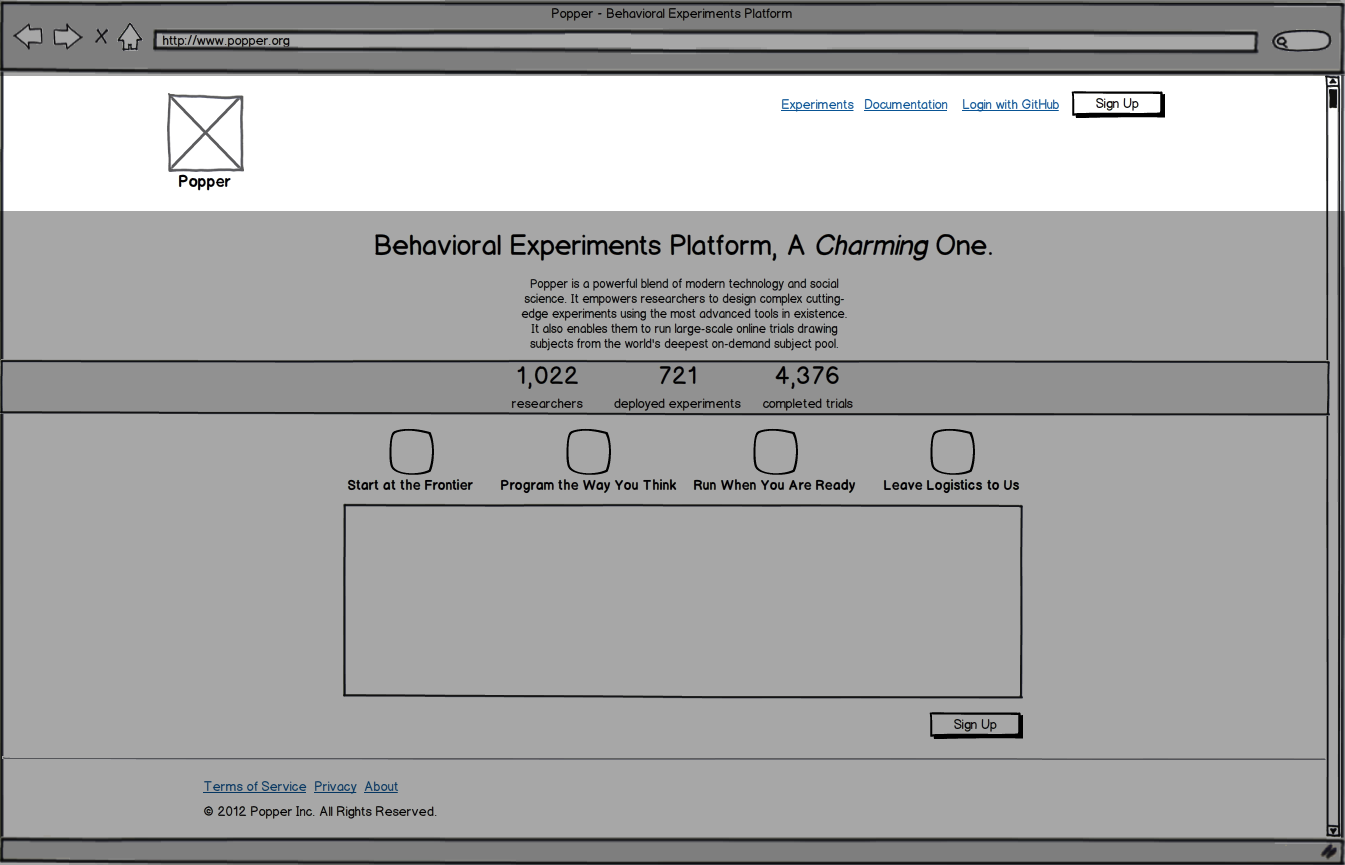 Popper - Behavioral Experiments Platform
http://www.popper.org
Experiments Documentation Login with GitHub Sign Up
Popper
Behavioral Experiments Platform, A Charming One.
Popper is a powerful blend of modern technology and social
science. It empowers researchers to design complex cutting-
edge experiments using the most advanced tools in existence.
It also enables them to run large-scale online trials drawing
subjects from the world's deepest on-demand subject pool.
1,022 721 4,376
researchers deployed experiments completed trials
Start at the Frontier Program the Way You Think Run When You Are Ready Leave Logistics to Us
Sign Up
Terms of Service Privacy About
© 2012 Popper Inc. All Rights Reserved.